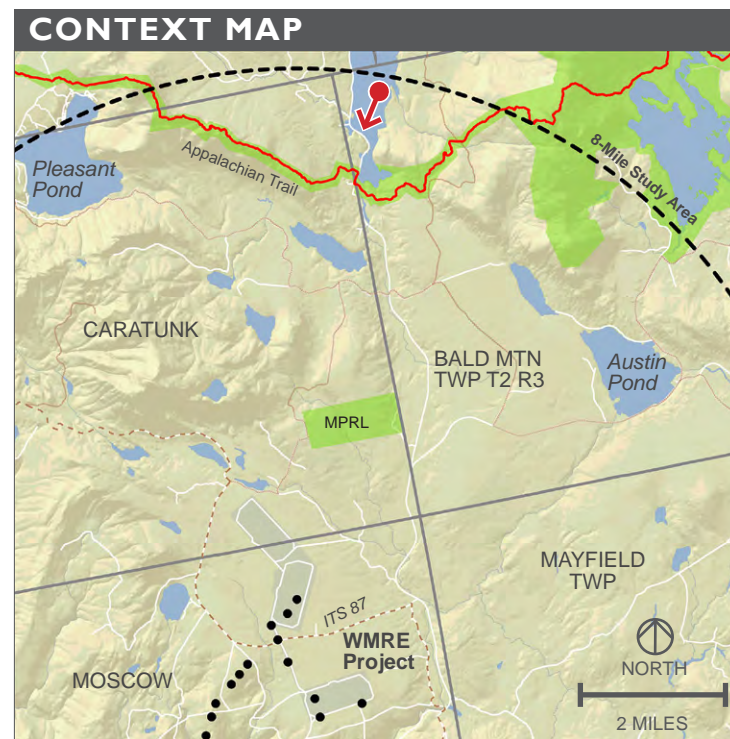 CONTEXT MAP
8-Mile Study Area
Appalachian Trail
Pleasant
Pond
CARATUNK
BALD MTN
TWP T2 R3
Austin
Pond
MPRL
MAYFIELD
TWP
ITS 87
WMRE
Project
MOSCOW
NORTH
2 MILES